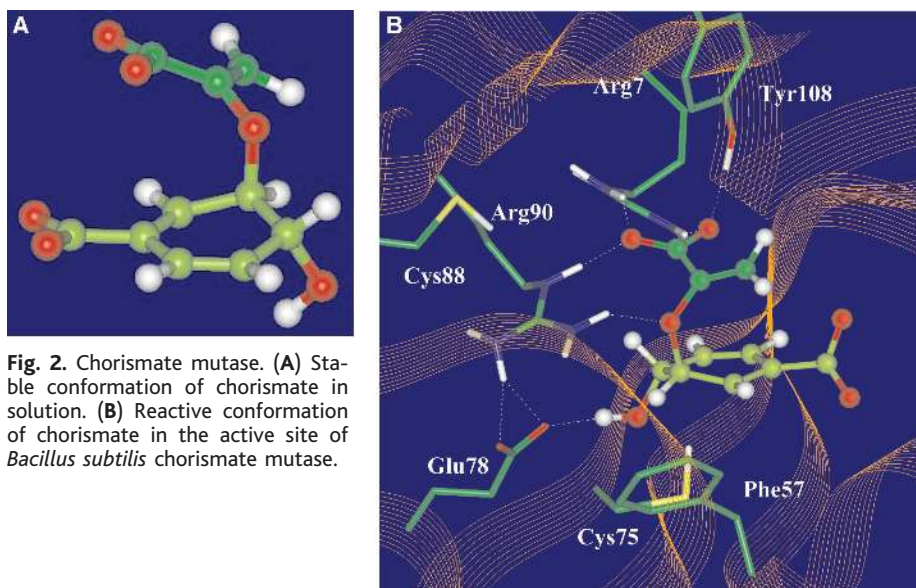 A
Fig. 2. Chorismate mutase. (A) Sta-
ble conformation of chorismate in
solution. (B) Reactive conformation
of chorismate in the active site of
Bacillus subtilis chorismate mutase.
B
Arg7
Tyr108
Arg90
Cys88
Glu78
Phe57
Cys75